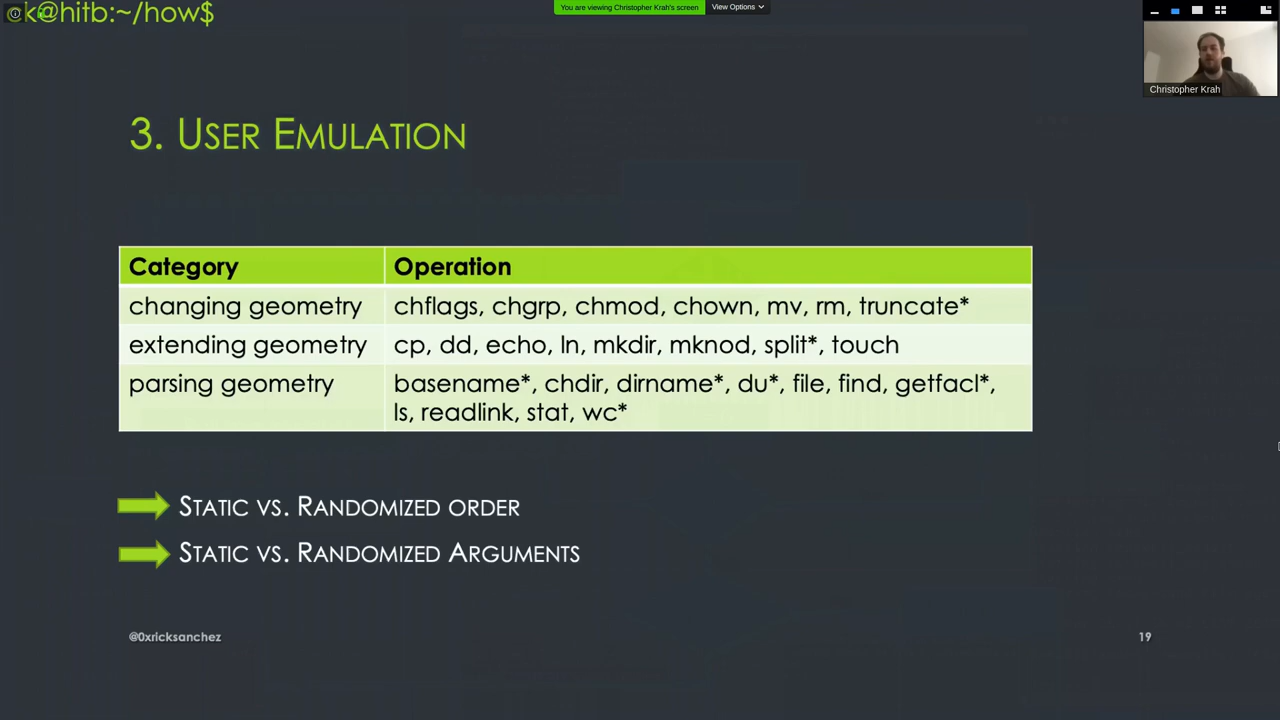 ck@hitb:~/how$
You are viewing Christopher Krah's screen
View Options
Christopher Krah
3. User Emulation
Category Operation
changing geometry chflags, chgrp, chmod, chown, mv, rm, truncate*
extending geometry cp, dd, echo, ln, mkdir, mknod, split*, touch
parsing geometry basename*, chdir, dirname*, du*, file, find, getfacl*,
ls, readlink, stat, wc*
Static vs. Randomized order
Static vs. Randomized Arguments
@0xricksanchez
19